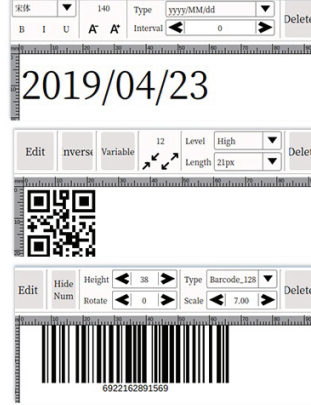 宋体 140 Type yyyy/MM/dd Delete
B I U A- A+ Interval 0
2019/04/23
Edit nverse Variable 12 Level High Delet
Length 21px
Edit Hide Num Height 38 Type Barcode_128 Delete
Rotate 0 Scale 7.00
6922162891569